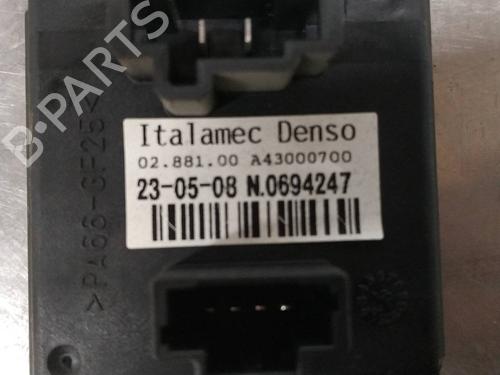 Italamec Denso
02.881.00 A43000700
23-05-08 N.0694247
>PA66-GF25<
B-PARTS